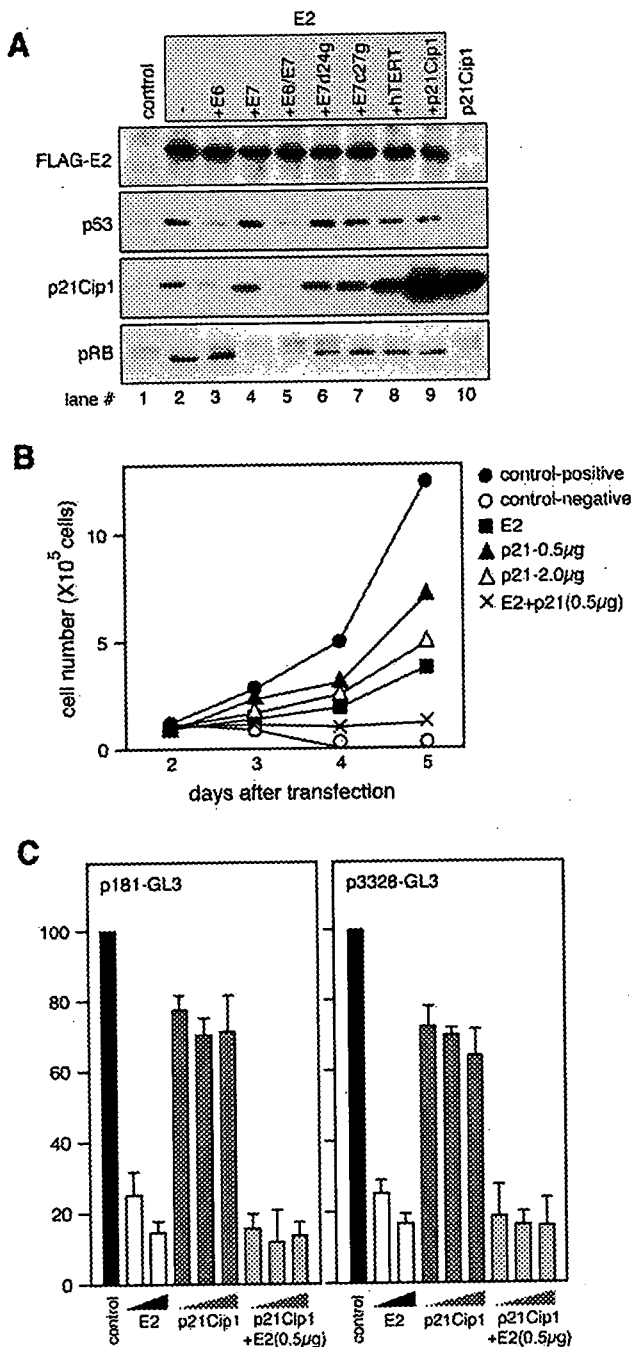 A
E2
control
-
+E6
+E7
+E6/E7
+E7d24g
+E7c27g
+hTERT
+p21Cip1
p21Cip1
FLAG-E2
p53
p21Cip1
pRB
lane # 1 2 3 4 5 6 7 8 9 10
B
cell number (X10⁵ cells)
10
5
0
2 3 4 5
days after transfection
control-positive
control-negative
E2
p21-0.5µg
p21-2.0µg
E2+p21(0.5µg)
C
p181-GL3
p3328-GL3
100
80
60
40
20
0
control
E2
p21Cip1
p21Cip1
+E2(0.5µg)
control
E2
p21Cip1
p21Cip1
+E2(0.5µg)